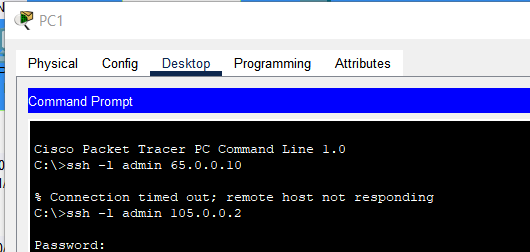 PC1
Physical Config Desktop Programming Attributes
Command Prompt
Cisco Packet Tracer PC Command Line 1.0
C:\>ssh -l admin 65.0.0.10
% Connection timed out; remote host not responding
C:\>ssh -l admin 105.0.0.2
Password: